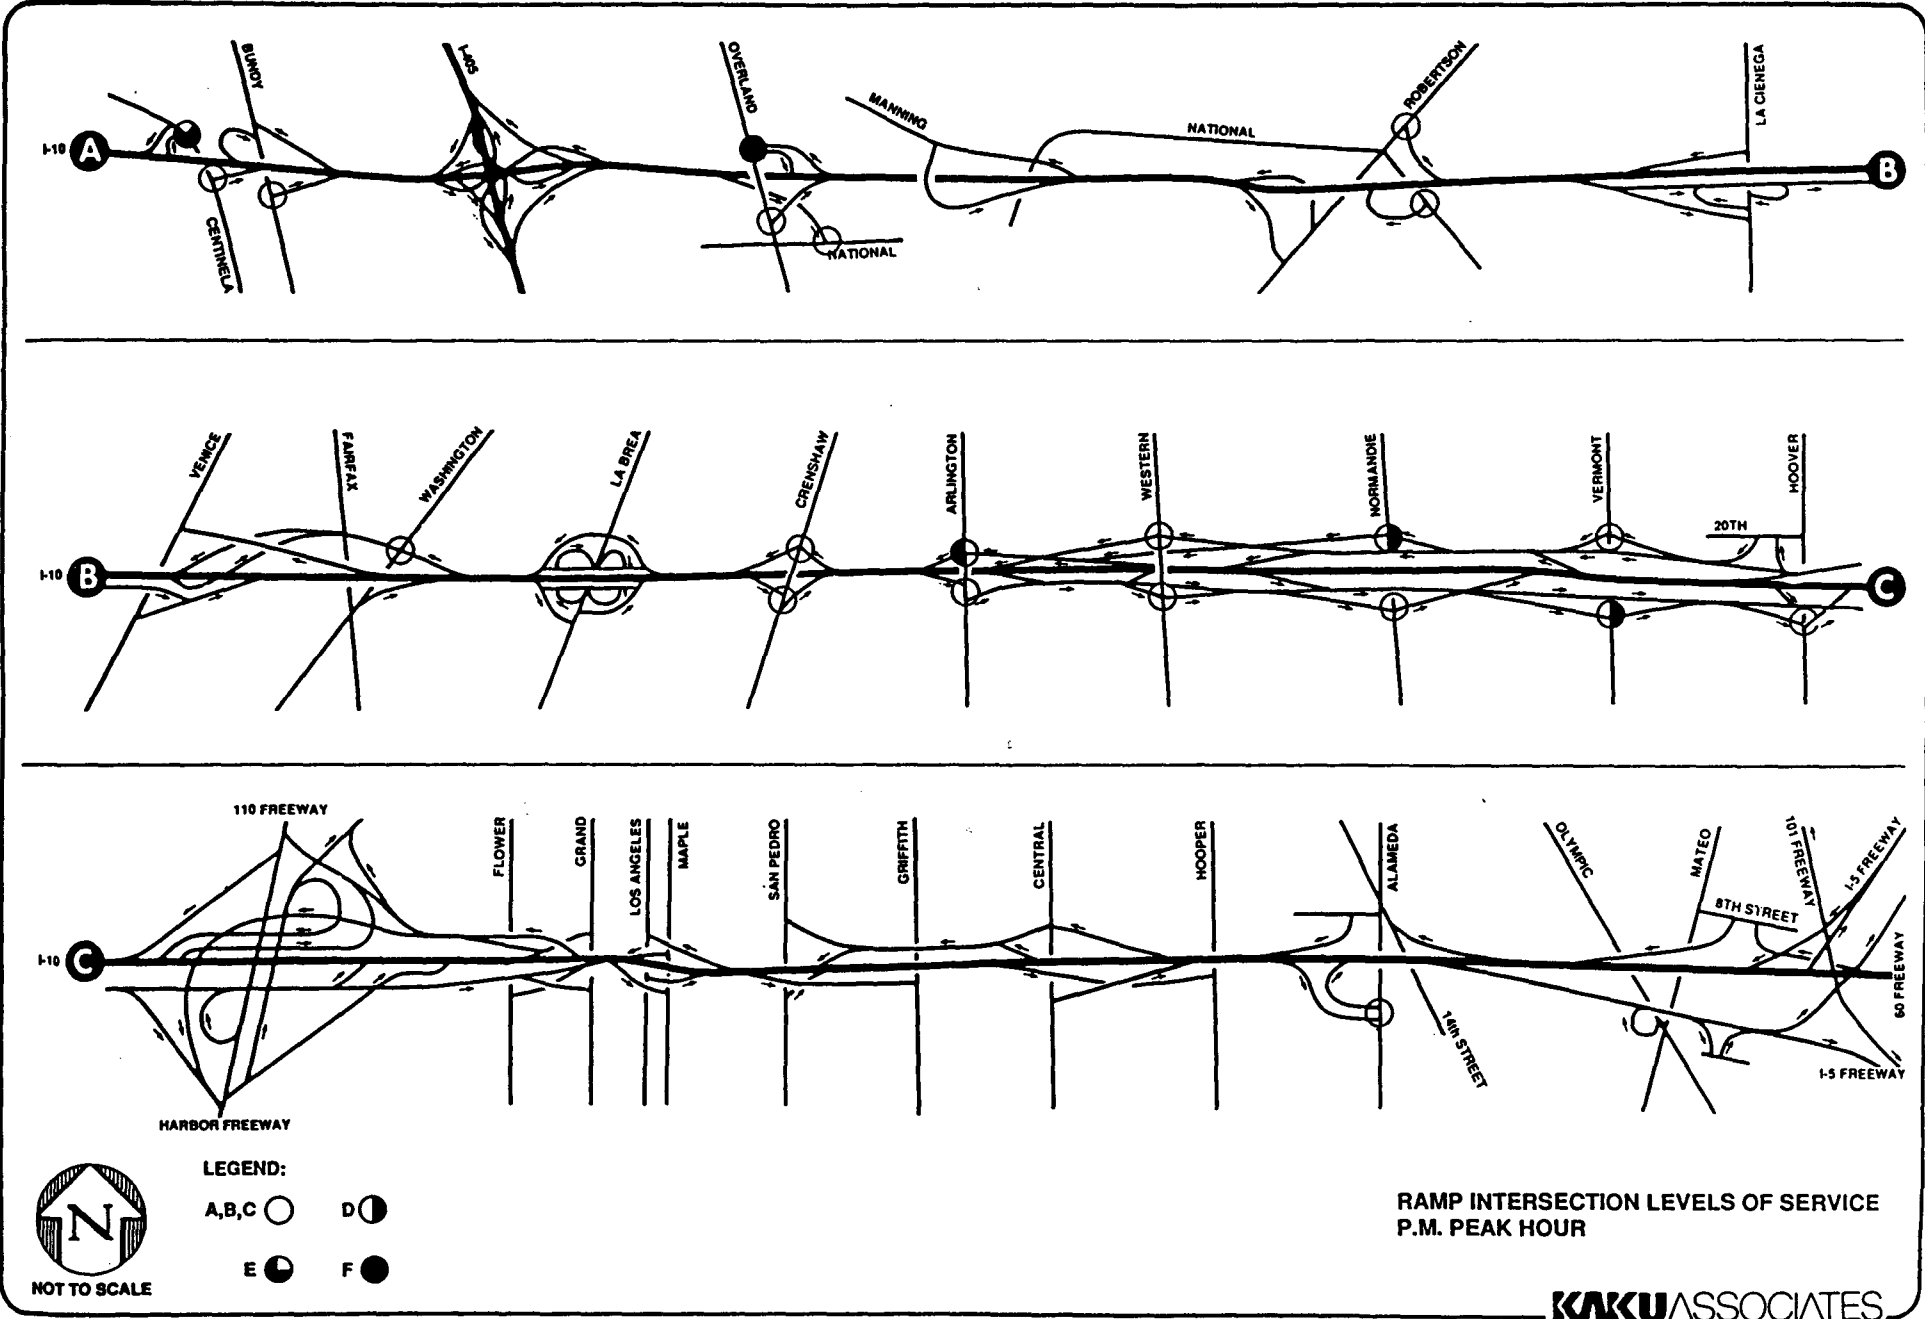 BUNDY
I-405
OVERLAND
MANNING
NATIONAL
ROBERTSON
LA CIENEGA
I-10
A
B
CENTINELA
NATIONAL
VENICE
FAIRFAX
WASHINGTON
LA BREA
CRENSHAW
ARLINGTON
WESTERN
NORMANDIE
VERMONT
HOOVER
20TH
I-10
B
C
110 FREEWAY
FLOWER
GRAND
LOS ANGELES
MAPLE
SAN PEDRO
GRIFFITH
CENTRAL
HOOPER
ALAMEDA
OLYMPIC
MATEO
101 FREEWAY
I-5 FREEWAY
8TH STREET
I-10
C
60 FREEWAY
14th STREET
I-5 FREEWAY
HARBOR FREEWAY
LEGEND:
A,B,C
D
E
F
N
NOT TO SCALE
RAMP INTERSECTION LEVELS OF SERVICE
P.M. PEAK HOUR
KAKU ASSOCIATES